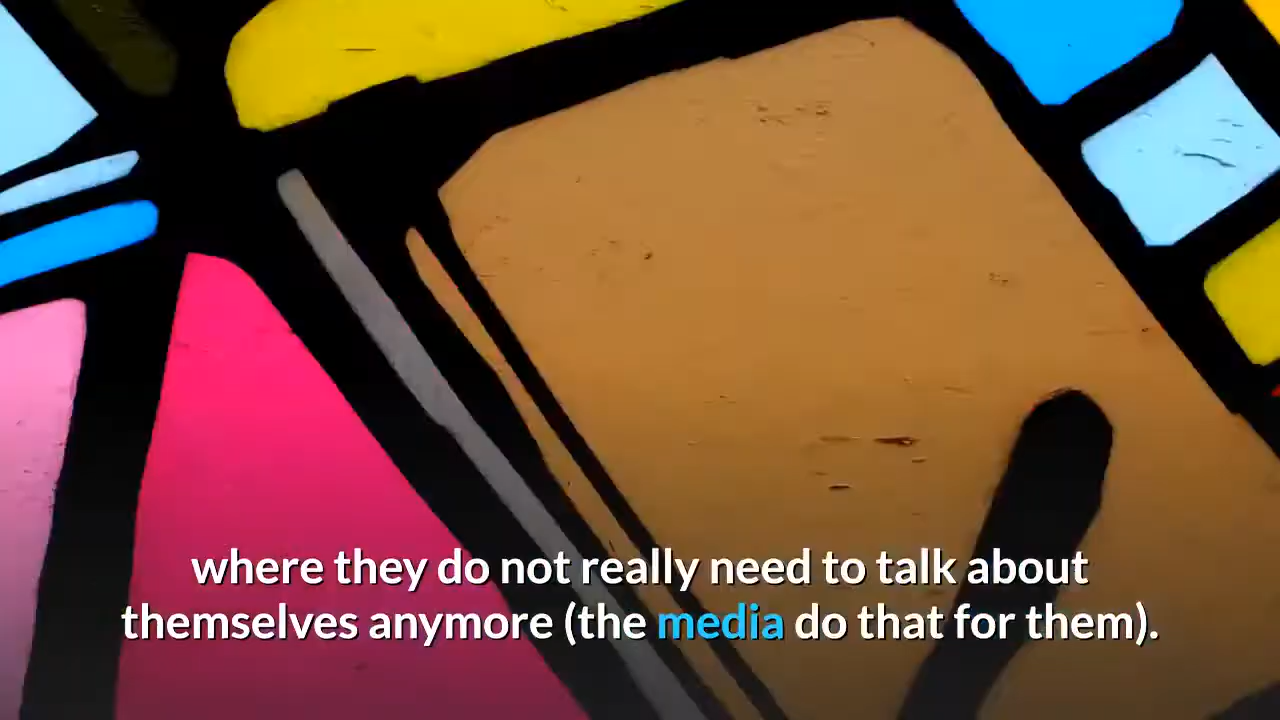 where they do not really need to talk about
themselves anymore (the media do that for them).